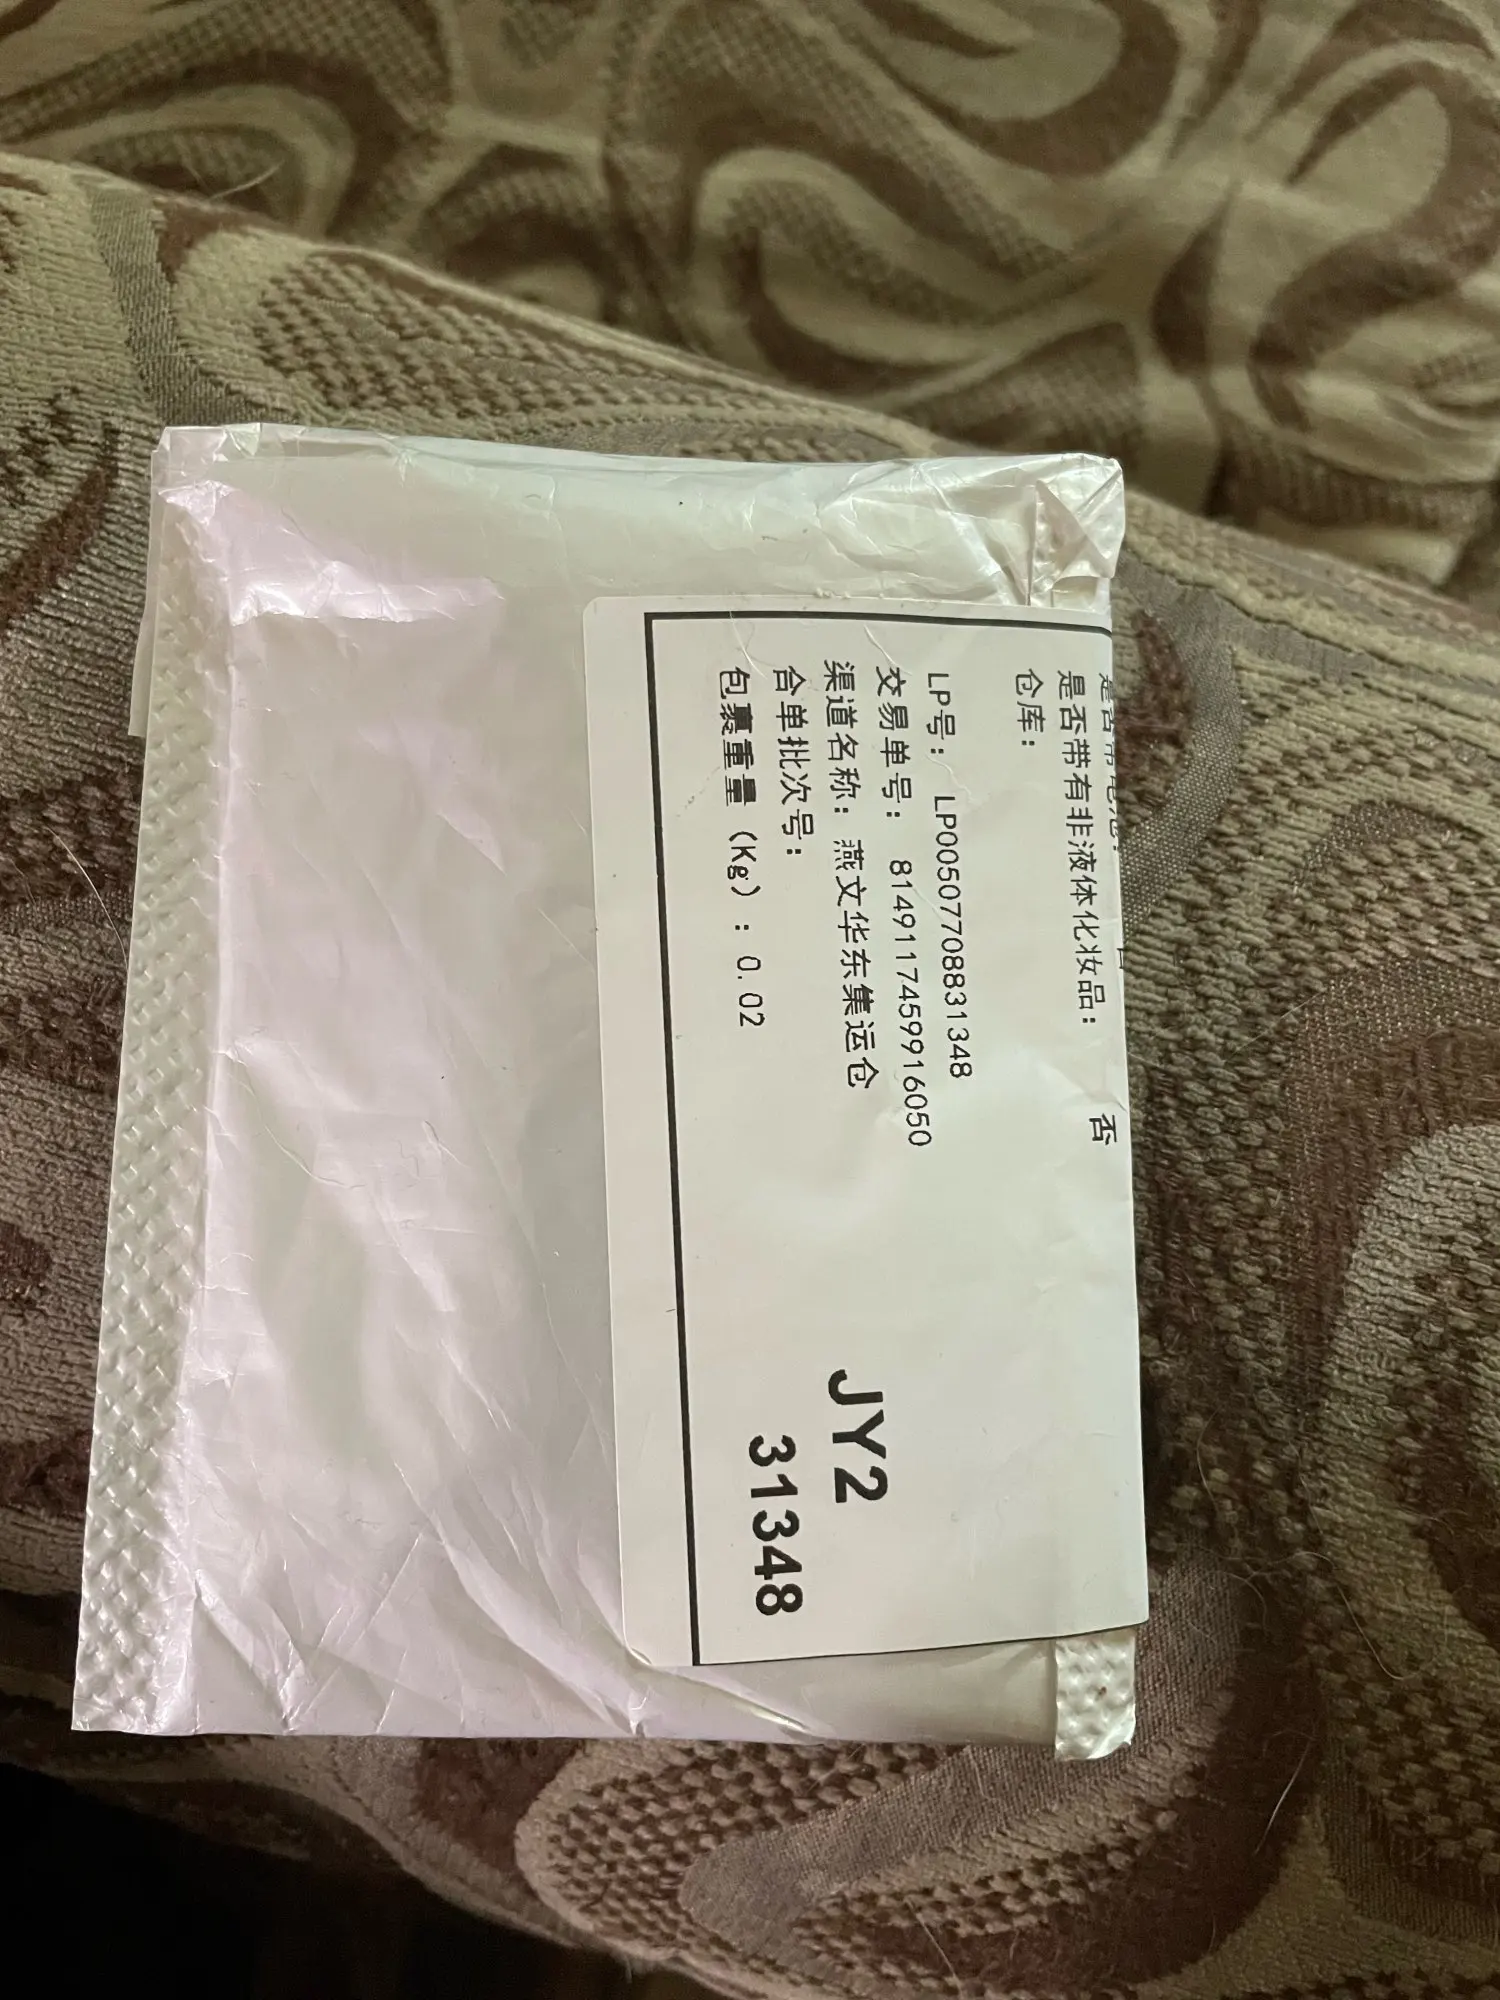 是否带有非液体化妆品： 否
仓库：
LP号： LP00507708831348
交易单号： 8149117459916050
渠道名称：燕文华东集运仓
合单批次号：
包裹重量（Kg）: 0.02
JY2
31348